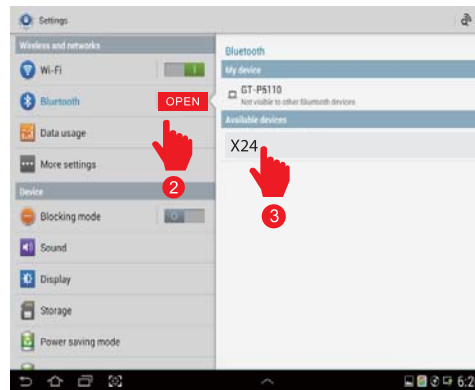 Settings
Wireless and networks
Wi-Fi
Bluetooth
OPEN
Data usage
2
More settings
Device
Blocking mode
Sound
Display
Storage
Power saving mode
Bluetooth
My device
GT-P5110
Not visible to other Bluetooth devices
Available devices
X24
3